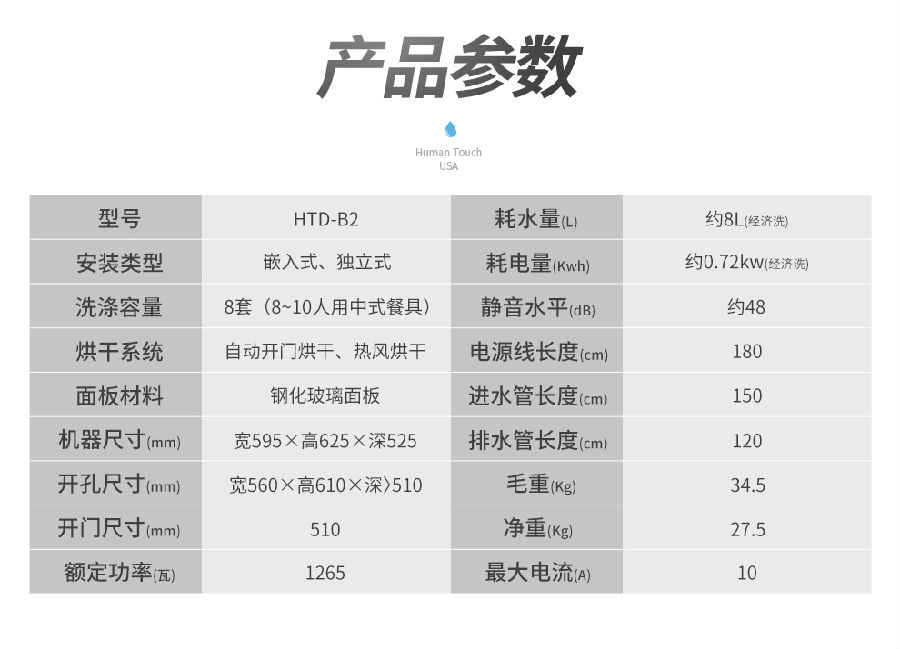 产品参数
Human Touch
USA
型号 HTD-B2 耗水量(L) 约8L(经济洗)
安装类型 嵌入式、独立式 耗电量(Kwh) 约0.72kw(经济洗)
洗涤容量 8套（8~10人用中式餐具） 静音水平(dB) 约48
烘干系统 自动开门烘干、热风烘干 电源线长度(cm) 180
面板材料 钢化玻璃面板 进水管长度(cm) 150
机器尺寸(mm) 宽595×高625×深525 排水管长度(cm) 120
开孔尺寸(mm) 宽560×高610×深>510 毛重(Kg) 34.5
开门尺寸(mm) 510 净重(Kg) 27.5
额定功率(瓦) 1265 最大电流(A) 10